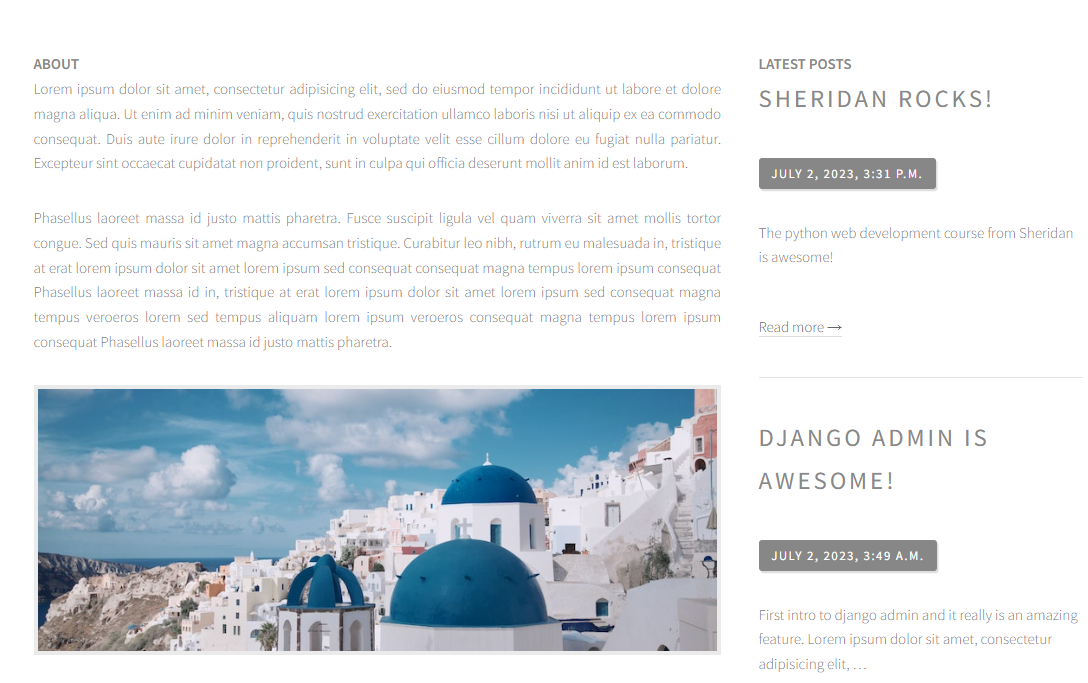 ABOUT
Lorem ipsum dolor sit amet, consectetur adipisicing elit, sed do eiusmod tempor incididunt ut labore et dolore
magna aliqua. Ut enim ad minim veniam, quis nostrud exercitation ullamco laboris nisi ut aliquip ex ea commodo
consequat. Duis aute irure dolor in reprehenderit in voluptate velit esse cillum dolore eu fugiat nulla pariatur.
Excepteur sint occaecat cupidatat non proident, sunt in culpa qui officia deserunt mollit anim id est laborum.
Phasellus laoreet massa id justo mattis pharetra. Fusce suscipit ligula vel quam viverra sit amet mollis tortor
congue. Sed quis mauris sit amet magna accumsan tristique. Curabitur leo nibh, rutrum eu malesuada in, tristique
at erat lorem ipsum dolor sit amet lorem ipsum sed consequat consequat magna tempus lorem ipsum consequat
Phasellus laoreet massa id in, tristique at erat lorem ipsum dolor sit amet lorem ipsum sed consequat magna
tempus veroeros lorem sed tempus aliquam lorem ipsum veroeros consequat magna tempus lorem ipsum
consequat Phasellus laoreet massa id justo mattis pharetra.
LATEST POSTS
SHERIDAN ROCKS!
JULY 2, 2023, 3:31 P.M.
The python web development course from Sheridan
is awesome!
Read more →
DJANGO ADMIN IS
AWESOME!
JULY 2, 2023, 3:49 A.M.
First intro to django admin and it really is an amazing
feature. Lorem ipsum dolor sit amet, consectetur
adipisicing elit, …